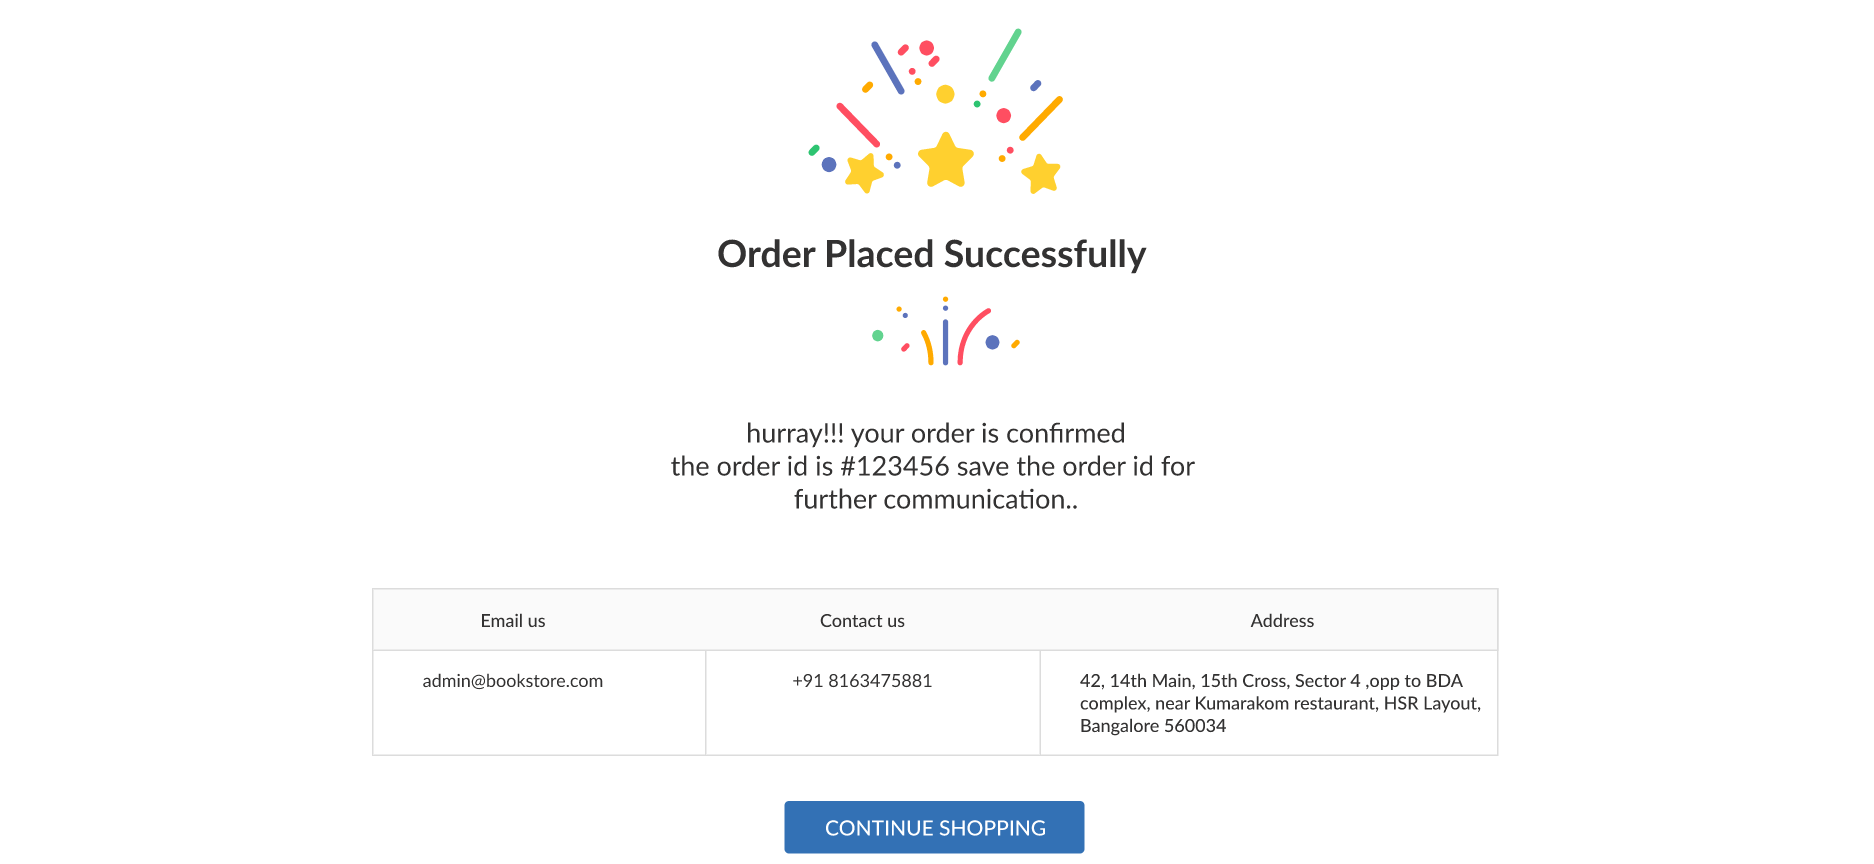 Order Placed Successfully
hurray!!! your order is confirmed
the order id is #123456 save the order id for
further communication..
Email us
Contact us
Address
admin@bookstore.com
+91 8163475881
42, 14th Main, 15th Cross, Sector 4 ,opp to BDA
complex, near Kumarakom restaurant, HSR Layout,
Bangalore 560034
CONTINUE SHOPPING